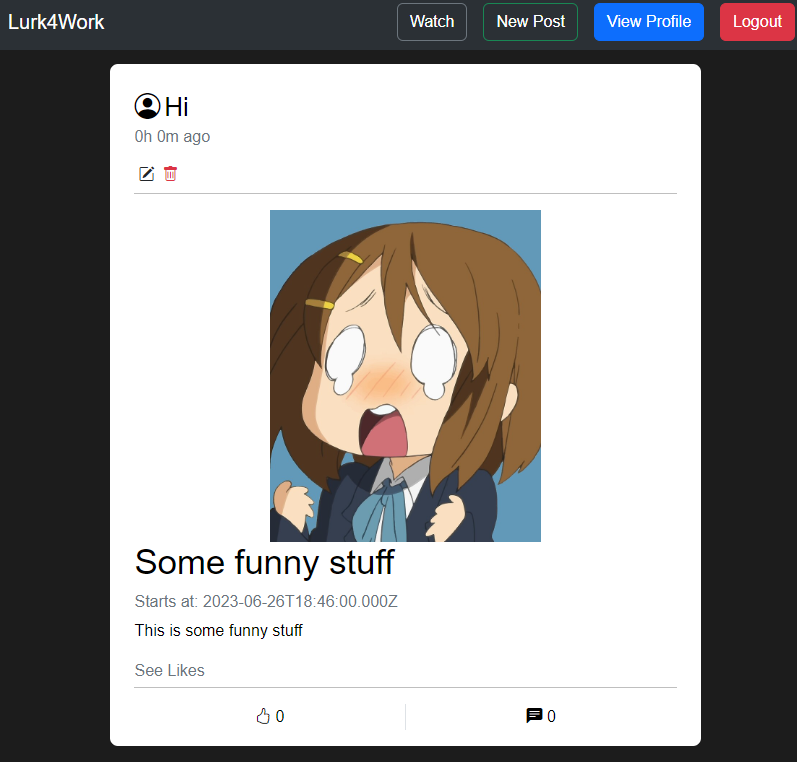 Lurk4Work
Watch
New Post
View Profile
Logout
Hi
0h 0m ago
Some funny stuff
Starts at: 2023-06-26T18:46:00.000Z
This is some funny stuff
See Likes
0
0